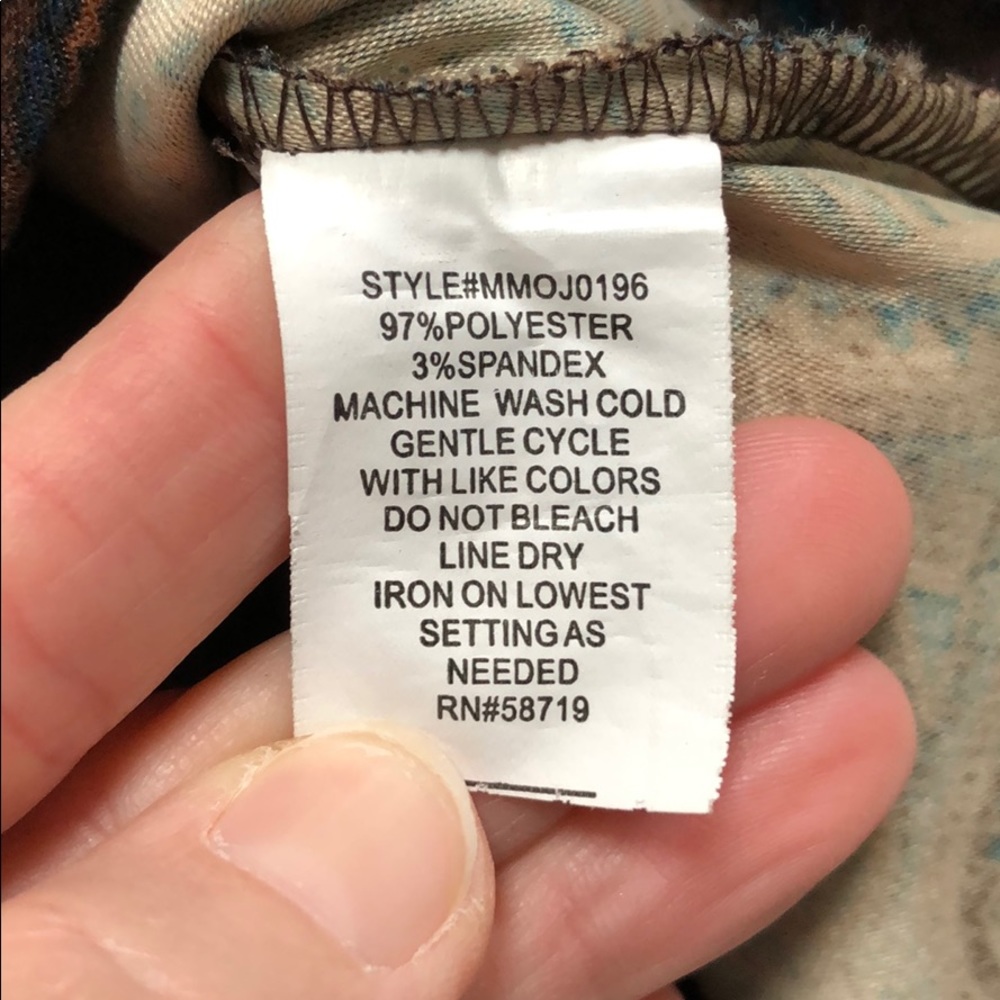 STYLE#MMOJ0196
97%POLYESTER
3%SPANDEX
MACHINE WASH COLD
GENTLE CYCLE
WITH LIKE COLORS
DO NOT BLEACH
LINE DRY
IRON ON LOWEST
SETTING AS
NEEDED
RN#58719